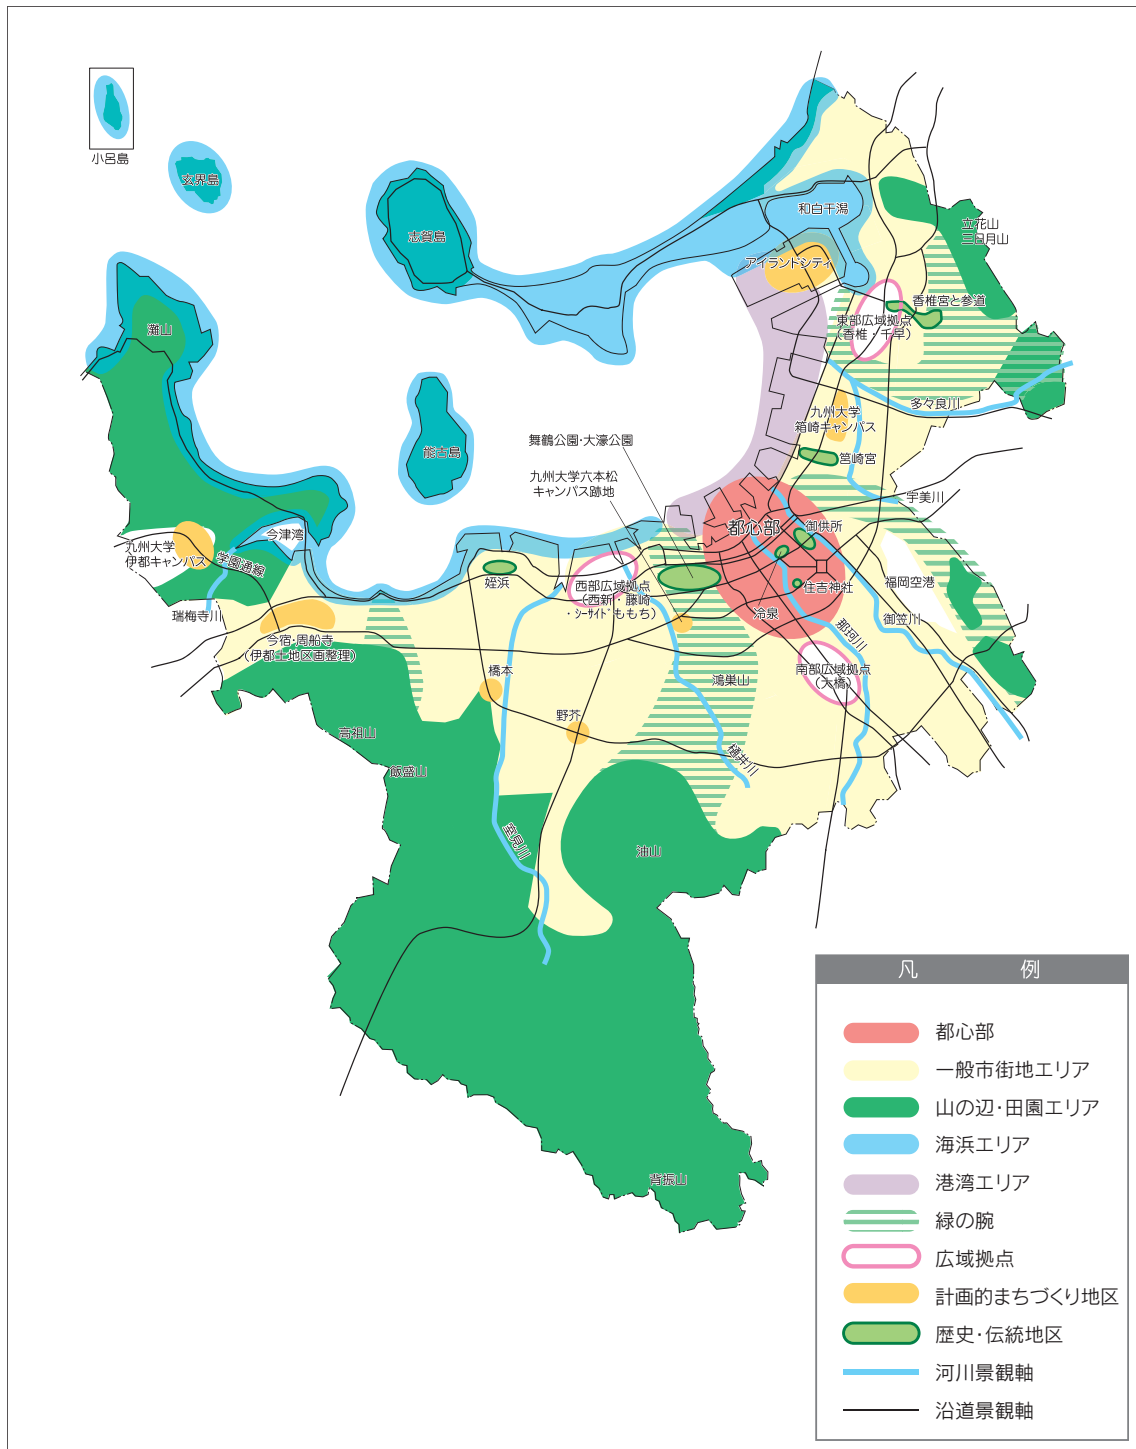 小呂島
玄界島
志賀島
和白干潟
立花山
三日月山
アイランドシティ
香椎宮と参道
東部広域拠点
(香椎・千早)
灘山
多々良川
九州大学
箱崎キャンパス
舞鶴公園・大濠公園
能古島
筥崎宮
九州大学六本松
キャンパス跡地
宇美川
都心部
御供所
今津湾
九州大学
伊都キャンパス
学園通線
姪浜
西部広域拠点
(西新・藤崎
・シーサイドももち)
住吉神社
福岡空港
冷泉
御笠川
瑞梅寺川
那珂川
今宿・周船寺
(伊都土地区画整理)
橋本
鴻巣山
南部広域拠点
(大橋)
野芥
高祖山
樋井川
飯盛山
室見川
油山
背振山
凡例
都心部
一般市街地エリア
山の辺・田園エリア
海浜エリア
港湾エリア
緑の腕
広域拠点
計画的まちづくり地区
歴史・伝統地区
河川景観軸
沿道景観軸